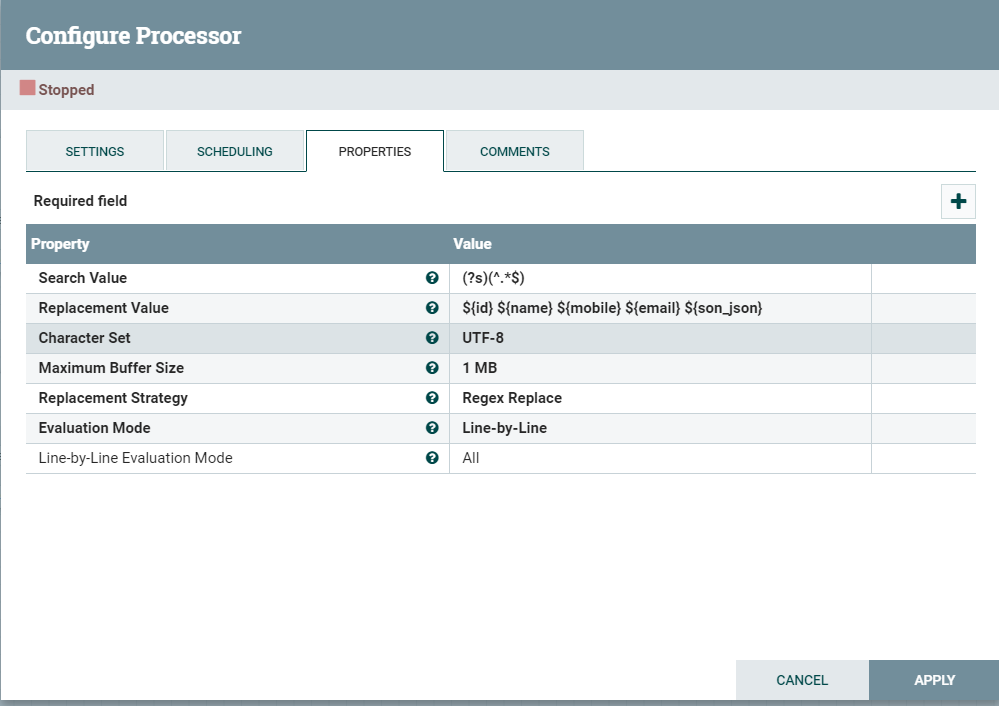 Configure Processor
Stopped
SETTINGS SCHEDULING PROPERTIES COMMENTS
Required field
Property Value
Search Value (?s)(^.*$)
Replacement Value ${id} ${name} ${mobile} ${email} ${son_json}
Character Set UTF-8
Maximum Buffer Size 1 MB
Replacement Strategy Regex Replace
Evaluation Mode Line-by-Line
Line-by-Line Evaluation Mode All
CANCEL APPLY